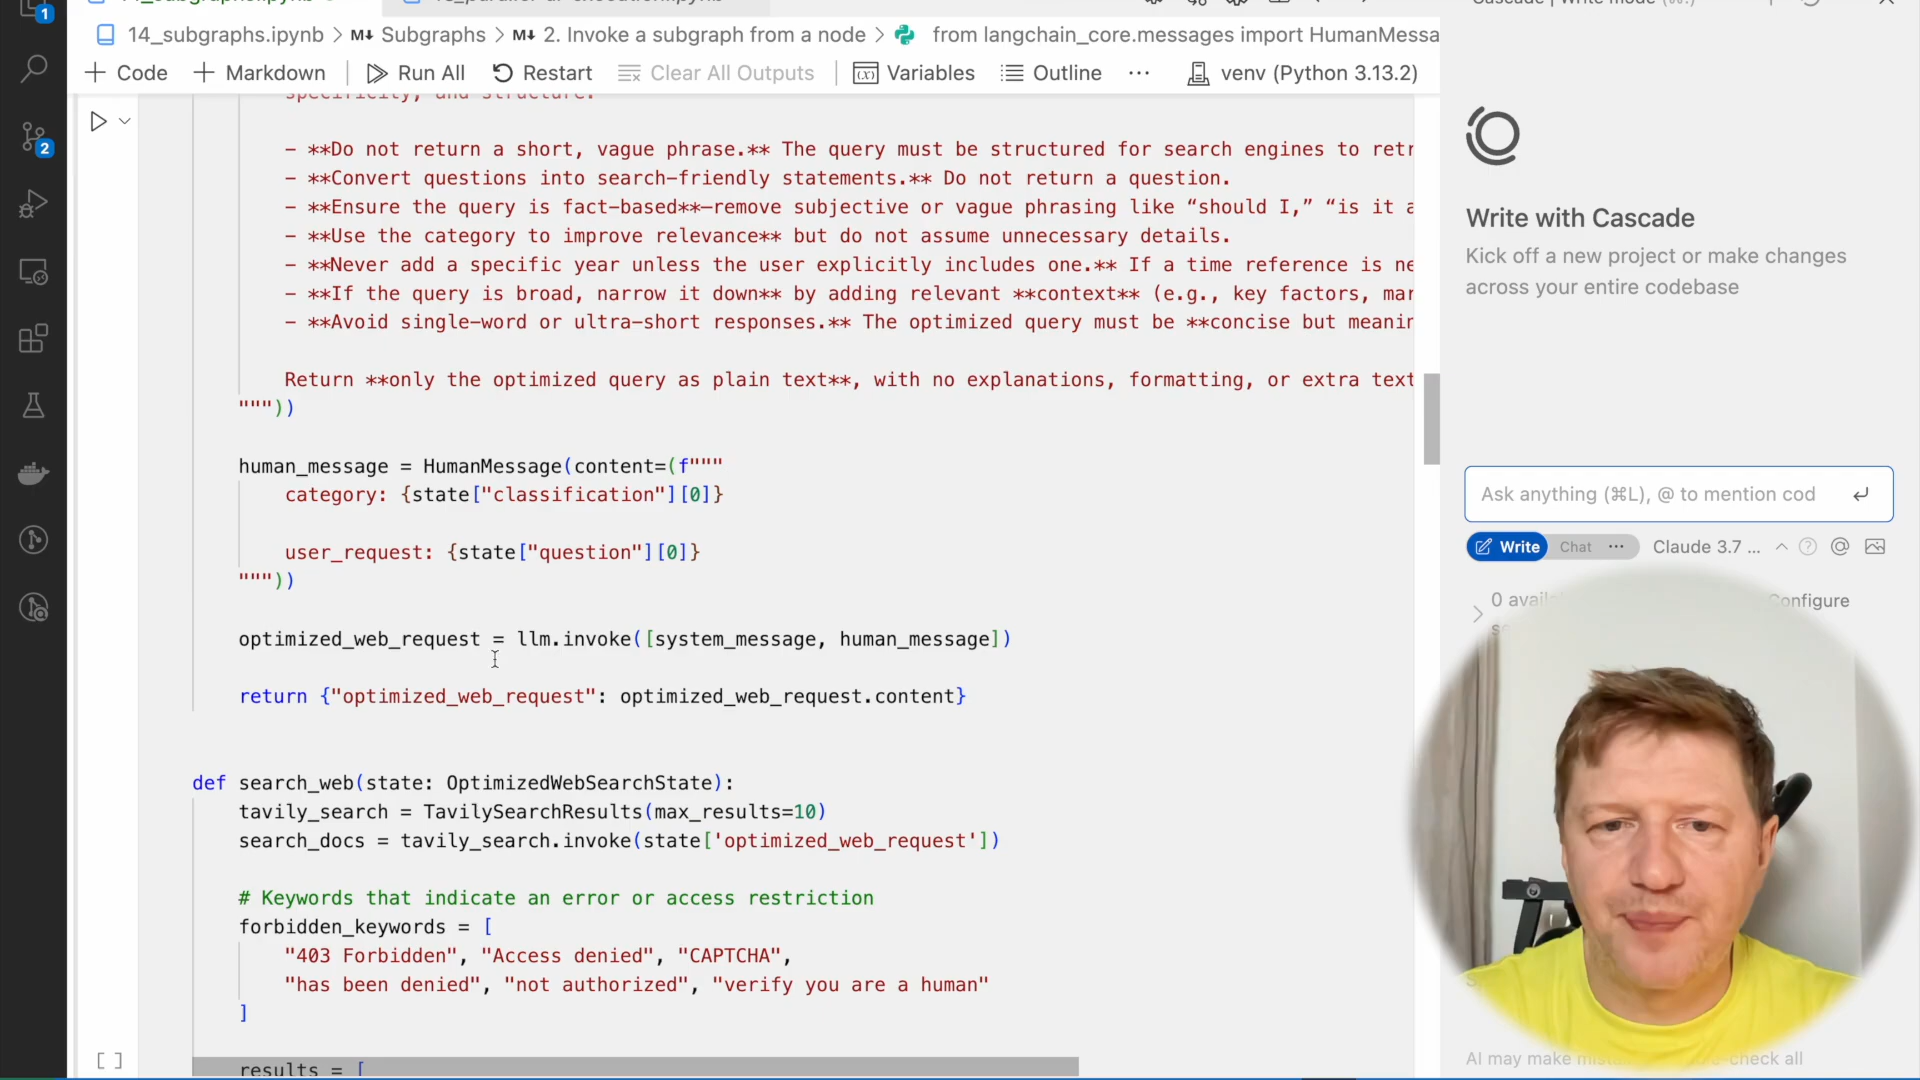 1
14_subgraphs.ipynb > M↓ Subgraphs > M↓ 2. Invoke a subgraph from a node > from langchain_core.messages import HumanMessa
+ Code + Markdown Run All Restart Clear All Outputs Variables Outline ... venv (Python 3.13.2)
specificity, and structure.
- **Do not return a short, vague phrase.** The query must be structured for search engines to retr
2
- **Convert questions into search-friendly statements.** Do not return a question.
- **Ensure the query is fact-based**—remove subjective or vague phrasing like “should I,” “is it a
- **Use the category to improve relevance** but do not assume unnecessary details.
- **Never add a specific year unless the user explicitly includes one.** If a time reference is ne
- **If the query is broad, narrow it down** by adding relevant **context** (e.g., key factors, mar
- **Avoid single-word or ultra-short responses.** The optimized query must be **concise but meanin
Return **only the optimized query as plain text**, with no explanations, formatting, or extra text
"""))
human_message = HumanMessage(content=(f"""
category: {state["classification"][0]}
user_request: {state["question"][0]}
"""))
optimized_web_request = llm.invoke([system_message, human_message])
return {"optimized_web_request": optimized_web_request.content}
def search_web(state: OptimizedWebSearchState):
tavily_search = TavilySearchResults(max_results=10)
search_docs = tavily_search.invoke(state['optimized_web_request'])
# Keywords that indicate an error or access restriction
forbidden_keywords = [
"403 Forbidden", "Access denied", "CAPTCHA",
"has been denied", "not authorized", "verify you are a human"
]
[ ]
results = [
Write with Cascade
Kick off a new project or make changes
across your entire codebase
Ask anything (⌘L), @ to mention cod
Write Chat ... Claude 3.7 ...
0 Configure
AI may make